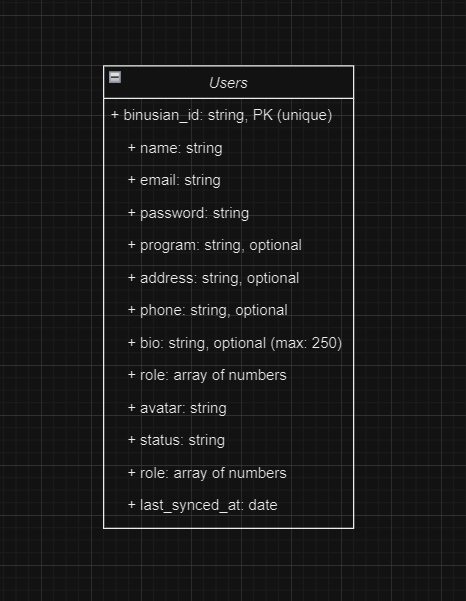 Users
+ binusian_id: string, PK (unique)
+ name: string
+ email: string
+ password: string
+ program: string, optional
+ address: string, optional
+ phone: string, optional
+ bio: string, optional (max: 250)
+ role: array of numbers
+ avatar: string
+ status: string
+ role: array of numbers
+ last_synced_at: date